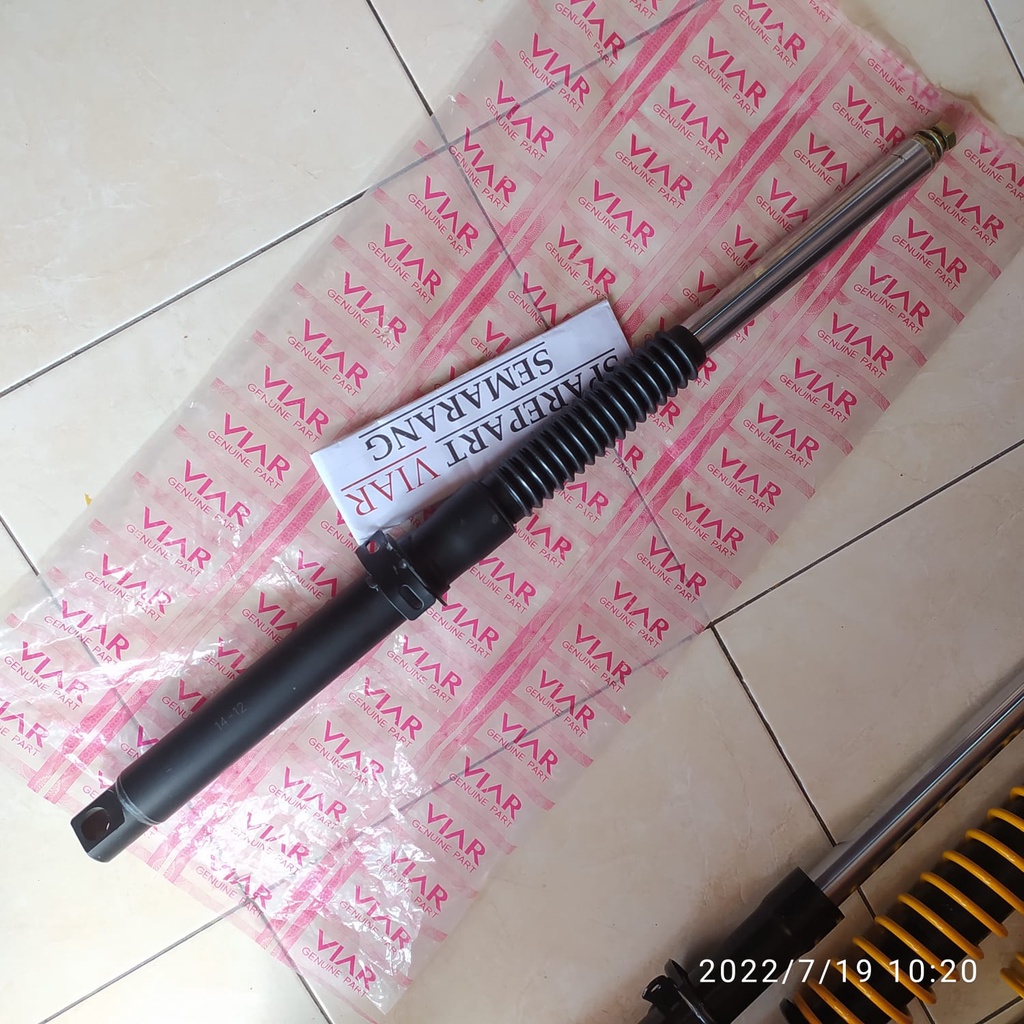 VIAR
GENUINE PART
SPAREPART VIAR
SEMARANG
14-12
2022/7/19 10:20